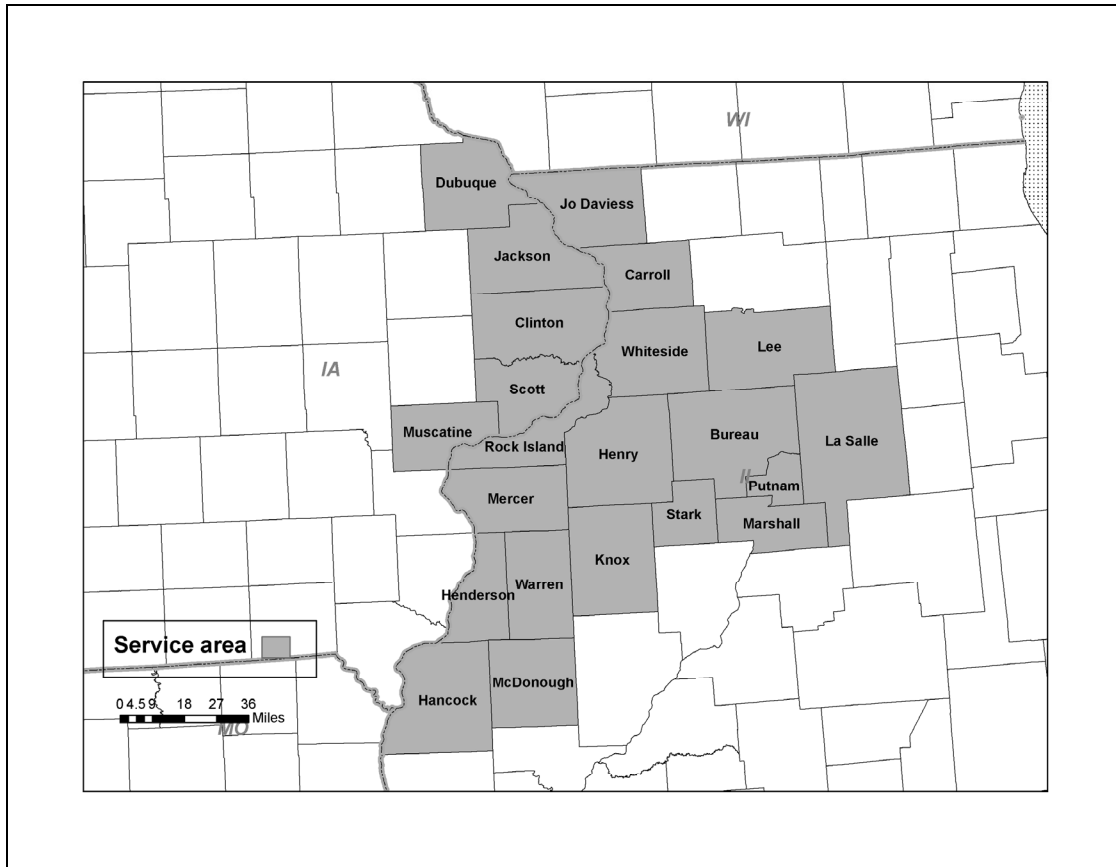 WI
Dubuque
Jo Daviess
Jackson
Carroll
Clinton
Whiteside
Lee
IA
Scott
Muscatine
Rock Island
Henry
Bureau
La Salle
IL
Putnam
Mercer
Stark
Marshall
Knox
Warren
Henderson
Service area
McDonough
Hancock
0 4.5 9 18 27 36
Miles
MO